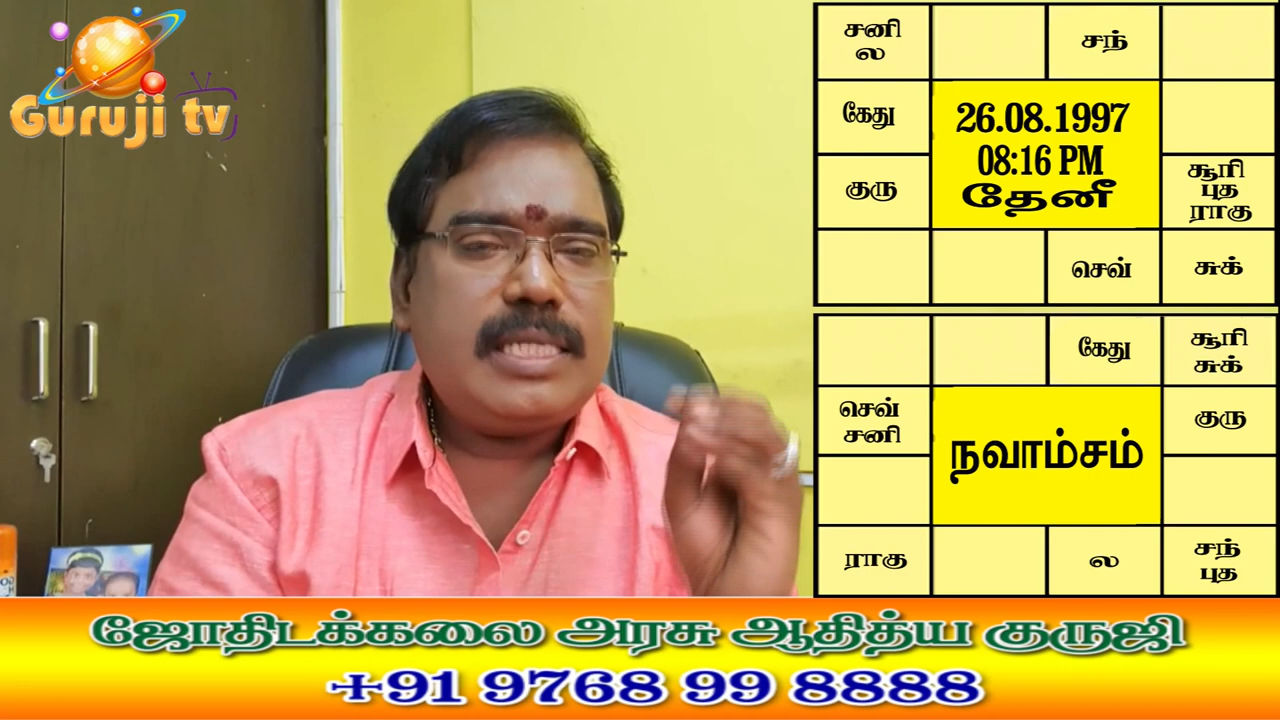 Guruji tv
சனி
ல
சந்
கேது
குரு
26.08.1997
08:16 PM
தேனீ
சூரி
புத
ராகு
செவ்
சுக்
கேது
சூரி
சுக்
செவ்
சனி
நவாம்சம்
குரு
ராகு
ல
சந்
புத
ஜோதிடக்கலை அரசு ஆதித்ய குருஜி
+91 9768 99 8888